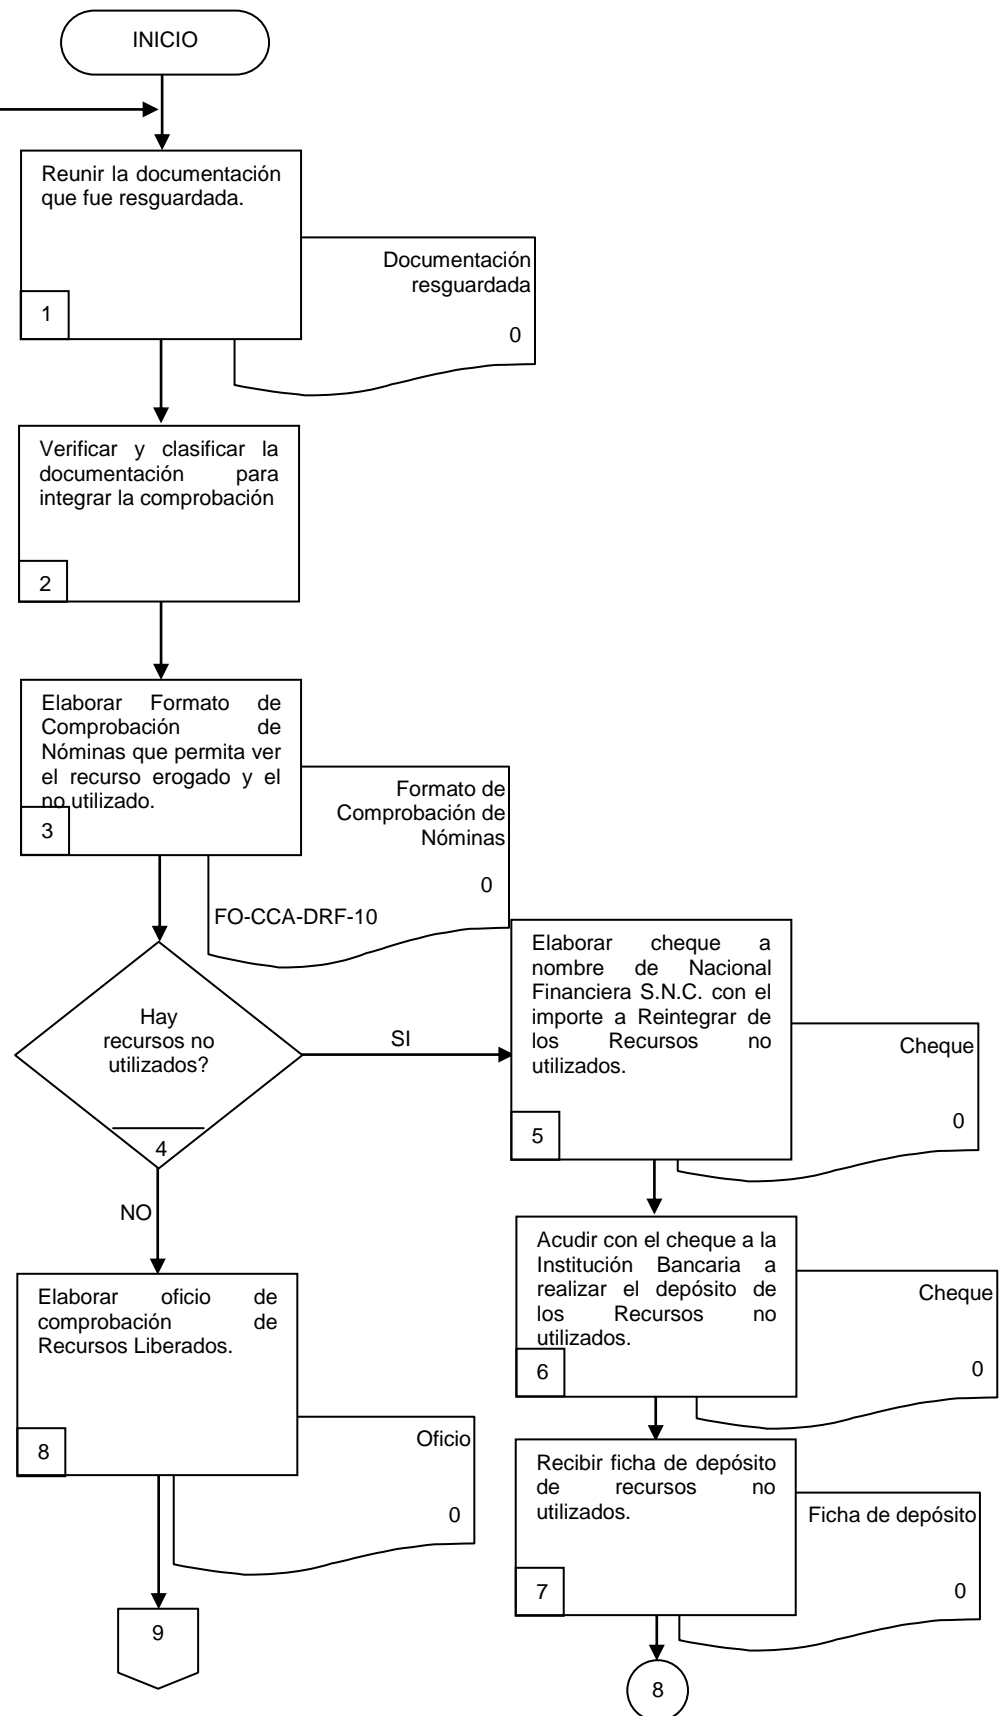 INICIO
Reunir la documentación
que fue resguardada.
1
Documentación
resguardada
0
Verificar y clasificar la
documentación para
integrar la comprobación
2
Elaborar Formato de
Comprobación de
Nóminas que permita ver
el recurso erogado y el
no utilizado.
3
Formato de
Comprobación de
Nóminas
0
FO-CCA-DRF-10
Hay
recursos no
utilizados?
4
SI
NO
Elaborar cheque a
nombre de Nacional
Financiera S.N.C. con el
importe a Reintegrar de
los Recursos no
utilizados.
5
Cheque
0
Acudir con el cheque a la
Institución Bancaria a
realizar el depósito de
los Recursos no
utilizados.
6
Cheque
0
Recibir ficha de depósito
de recursos no
utilizados.
7
Ficha de depósito
0
8
Elaborar oficio de
comprobación de
Recursos Liberados.
8
Oficio
0
9